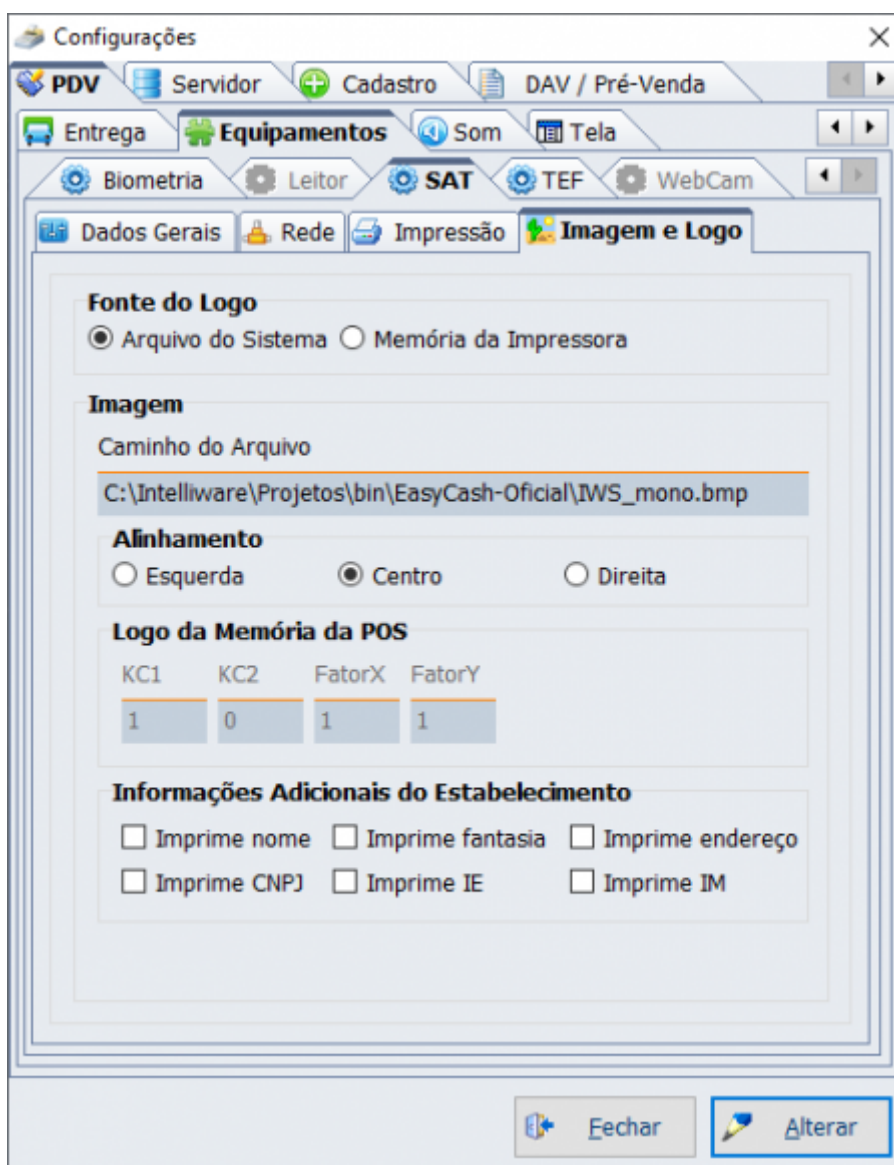 Configurações
PDV Servidor Cadastro DAV / Pré-Venda
Entrega Equipamentos Som Tela
Biometria Leitor SAT TEF WebCam
Dados Gerais Rede Impressão Imagem e Logo
Fonte do Logo
Arquivo do Sistema Memória da Impressora
Imagem
Caminho do Arquivo
C:\Intelliware\Projetos\bin\EasyCash-Oficial\IWS_mono.bmp
Alinhamento
Esquerda Centro Direita
Logo da Memória da POS
KC1 KC2 FatorX FatorY
1 0 1 1
Informações Adicionais do Estabelecimento
Imprime nome Imprime fantasia Imprime endereço
Imprime CNPJ Imprime IE Imprime IM
Fechar Alterar